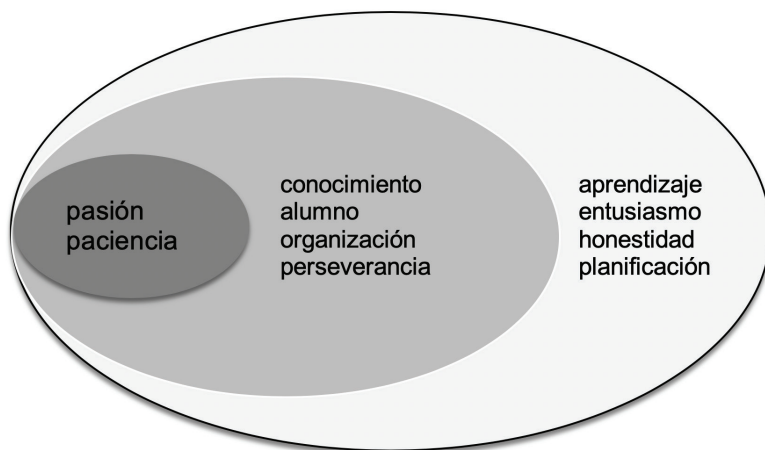 pasión
paciencia
conocimiento
alumno
organización
perseverancia
aprendizaje
entusiasmo
honestidad
planificación